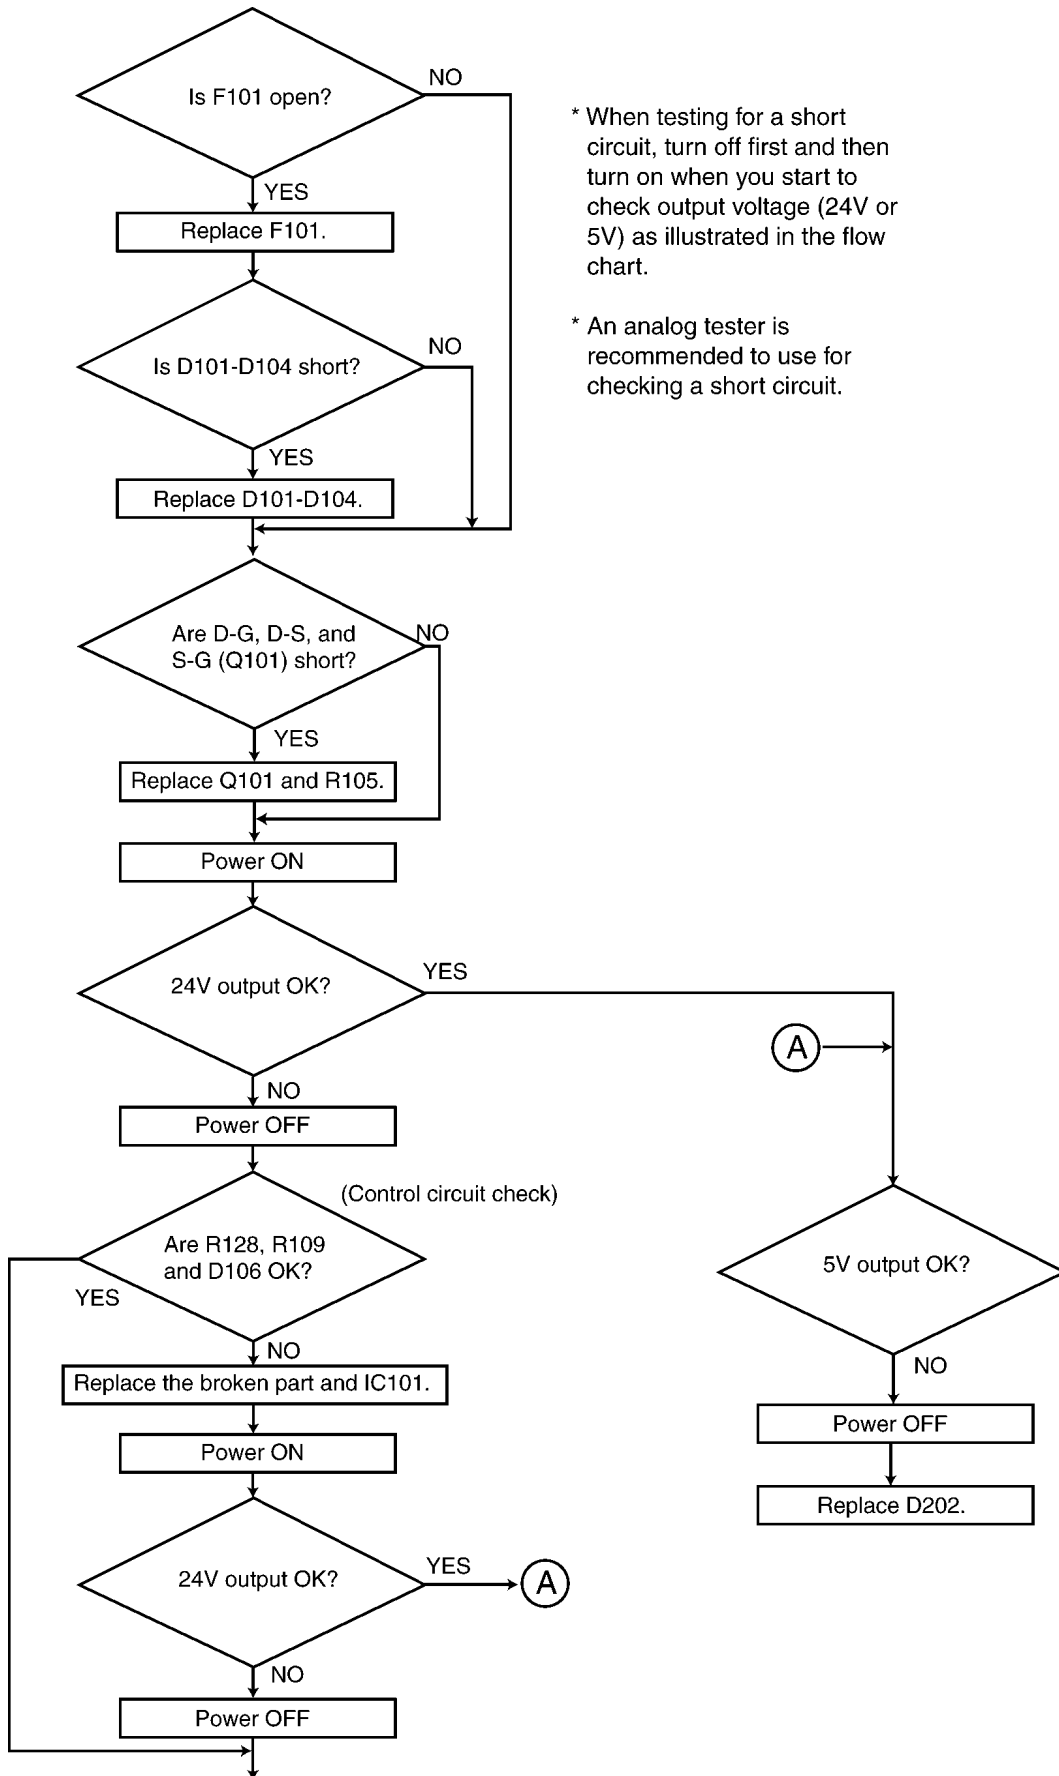 Is F101 open?
NO
YES
Replace F101.
Is D101-D104 short?
NO
YES
Replace D101-D104.
* When testing for a short
circuit, turn off first and then
turn on when you start to
check output voltage (24V or
5V) as illustrated in the flow
chart.
* An analog tester is
recommended to use for
checking a short circuit.
Are D-G, D-S, and
S-G (Q101) short?
NO
YES
Replace Q101 and R105.
Power ON
24V output OK?
YES
A
NO
Power OFF
(Control circuit check)
Are R128, R109
and D106 OK?
YES
NO
Replace the broken part and IC101.
Power ON
24V output OK?
YES
A
NO
Power OFF
5V output OK?
NO
Power OFF
Replace D202.